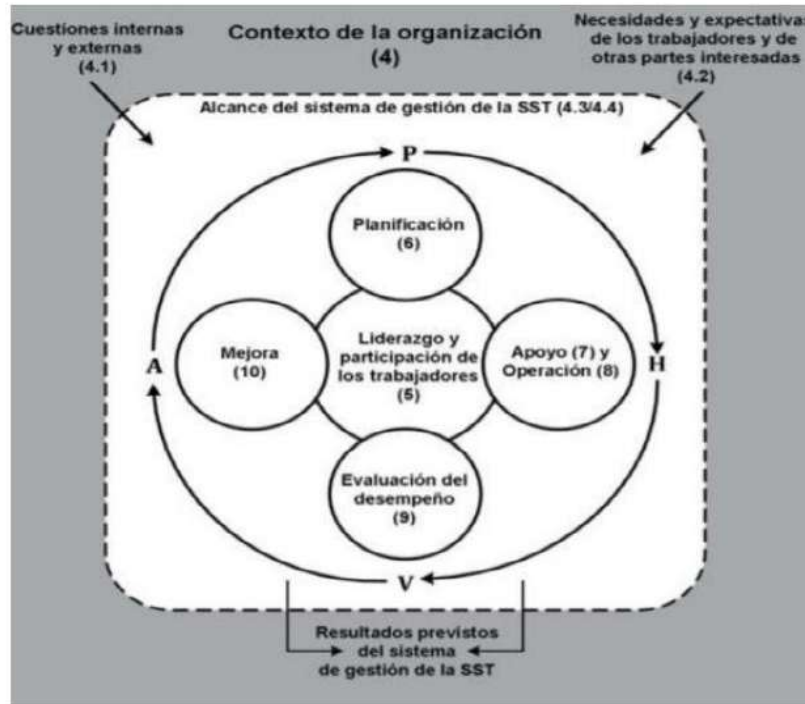 Cuestiones internas
y externas
(4.1)
Contexto de la organización
(4)
Necesidades y expectativas
de los trabajadores y de
otras partes interesadas
(4.2)
Alcance del sistema de gestión de la SST (4.3/4.4)
P
Planificación
(6)
A
Mejora
(10)
Liderazgo y
participación de
los trabajadores
(5)
Apoyo (7) y
Operación (8)
H
Evaluación del
desempeño
(9)
V
Resultados previstos
del sistema
de gestión de la SST